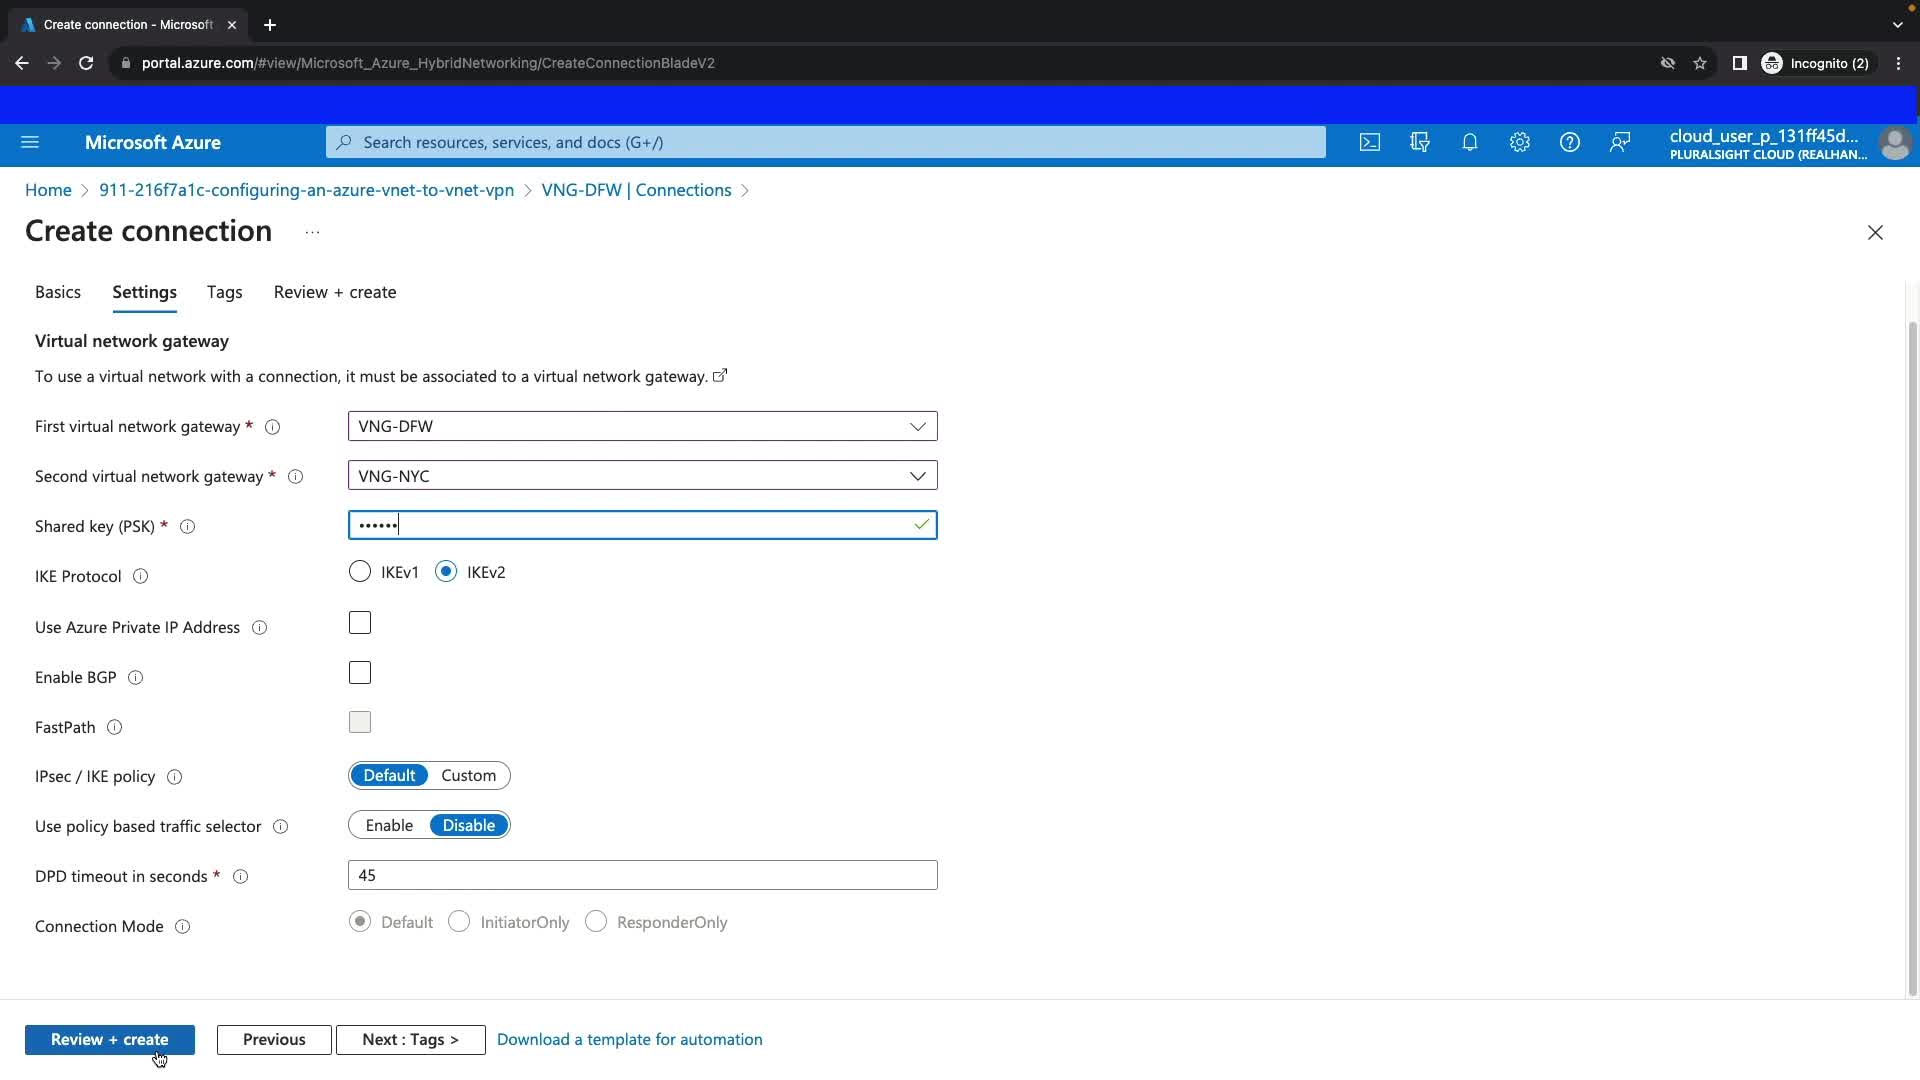 Create connection - Microsoft
portal.azure.com/#view/Microsoft_Azure_HybridNetworking/CreateConnectionBladeV2
Incognito (2)
Microsoft Azure
Search resources, services, and docs (G+/)
cloud_user_p_131ff45d...
PLURALSIGHT CLOUD (REALHAN...
Home > 911-216f7a1c-configuring-an-azure-vnet-to-vnet-vpn > VNG-DFW | Connections >
Create connection ...
Basics Settings Tags Review + create
Virtual network gateway
To use a virtual network with a connection, it must be associated to a virtual network gateway.
First virtual network gateway * VNG-DFW
Second virtual network gateway * VNG-NYC
Shared key (PSK) * ••••••
IKE Protocol IKEv1 IKEv2
Use Azure Private IP Address
Enable BGP
FastPath
IPsec / IKE policy Default Custom
Use policy based traffic selector Enable Disable
DPD timeout in seconds * 45
Connection Mode Default InitiatorOnly ResponderOnly
Review + create Previous Next : Tags > Download a template for automation